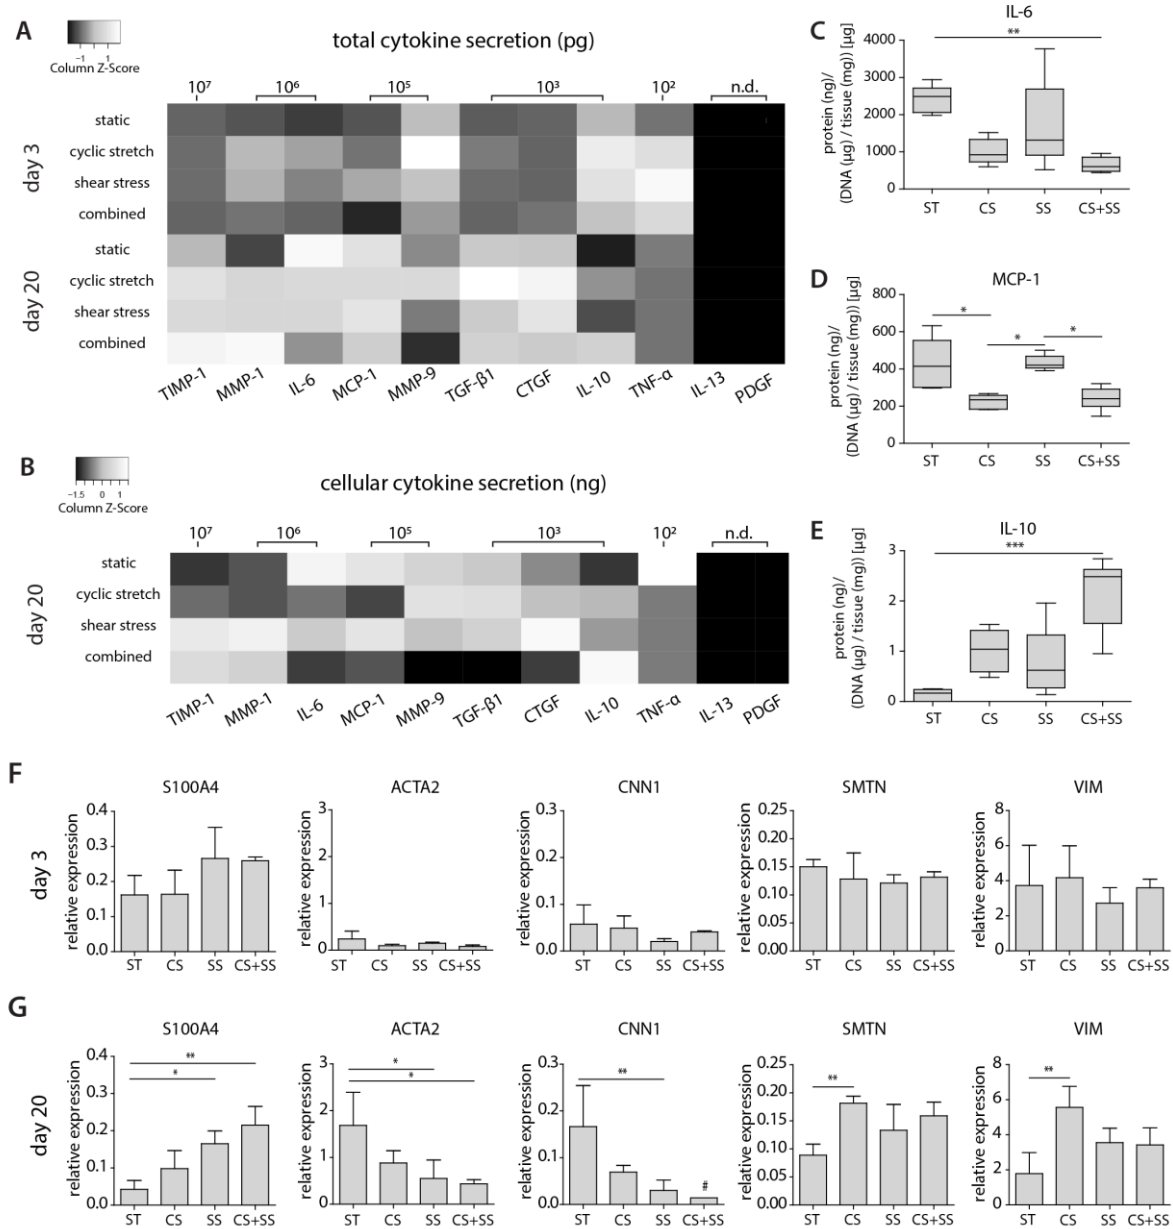 A
−1 1
Column Z-Score
total cytokine secretion (pg)
10⁷ 10⁶ 10⁵ 10³ 10² n.d.
day 3
static
cyclic stretch
shear stress
combined
day 20
static
cyclic stretch
shear stress
combined
TIMP-1 MMP-1 IL-6 MCP-1 MMP-9 TGF-β1 CTGF IL-10 TNF-α IL-13 PDGF
B
−1.5 0 1
Column Z-Score
cellular cytokine secretion (ng)
10⁷ 10⁶ 10⁵ 10³ 10² n.d.
day 20
static
cyclic stretch
shear stress
combined
TIMP-1 MMP-1 IL-6 MCP-1 MMP-9 TGF-β1 CTGF IL-10 TNF-α IL-13 PDGF
C
IL-6
protein (ng)/
(DNA (µg) / tissue (mg)) [µg]
4000
3000
2000
1000
0
**
ST CS SS CS+SS
D
MCP-1
protein (ng)/
(DNA (µg) / tissue (mg)) [µg]
800
600
400
200
0
* * *
ST CS SS CS+SS
E
IL-10
protein (ng)/
(DNA (µg) / tissue (mg)) [µg]
3
2
1
0
***
ST CS SS CS+SS
F
day 3
S100A4
relative expression
0.4
0.3
0.2
0.1
0.0
ST CS SS CS+SS
ACTA2
relative expression
3
2
1
0
ST CS SS CS+SS
CNN1
relative expression
0.3
0.2
0.1
0.0
ST CS SS CS+SS
SMTN
relative expression
0.25
0.20
0.15
0.10
0.05
0.00
ST CS SS CS+SS
VIM
relative expression
8
6
4
2
0
ST CS SS CS+SS
G
day 20
S100A4
relative expression
0.4
0.3
0.2
0.1
0.0
**
*
ST CS SS CS+SS
ACTA2
relative expression
3
2
1
0
*
*
ST CS SS CS+SS
CNN1
relative expression
0.3
0.2
0.1
0.0
**
#
ST CS SS CS+SS
SMTN
relative expression
0.25
0.20
0.15
0.10
0.05
0.00
**
ST CS SS CS+SS
VIM
relative expression
8
6
4
2
0
**
ST CS SS CS+SS